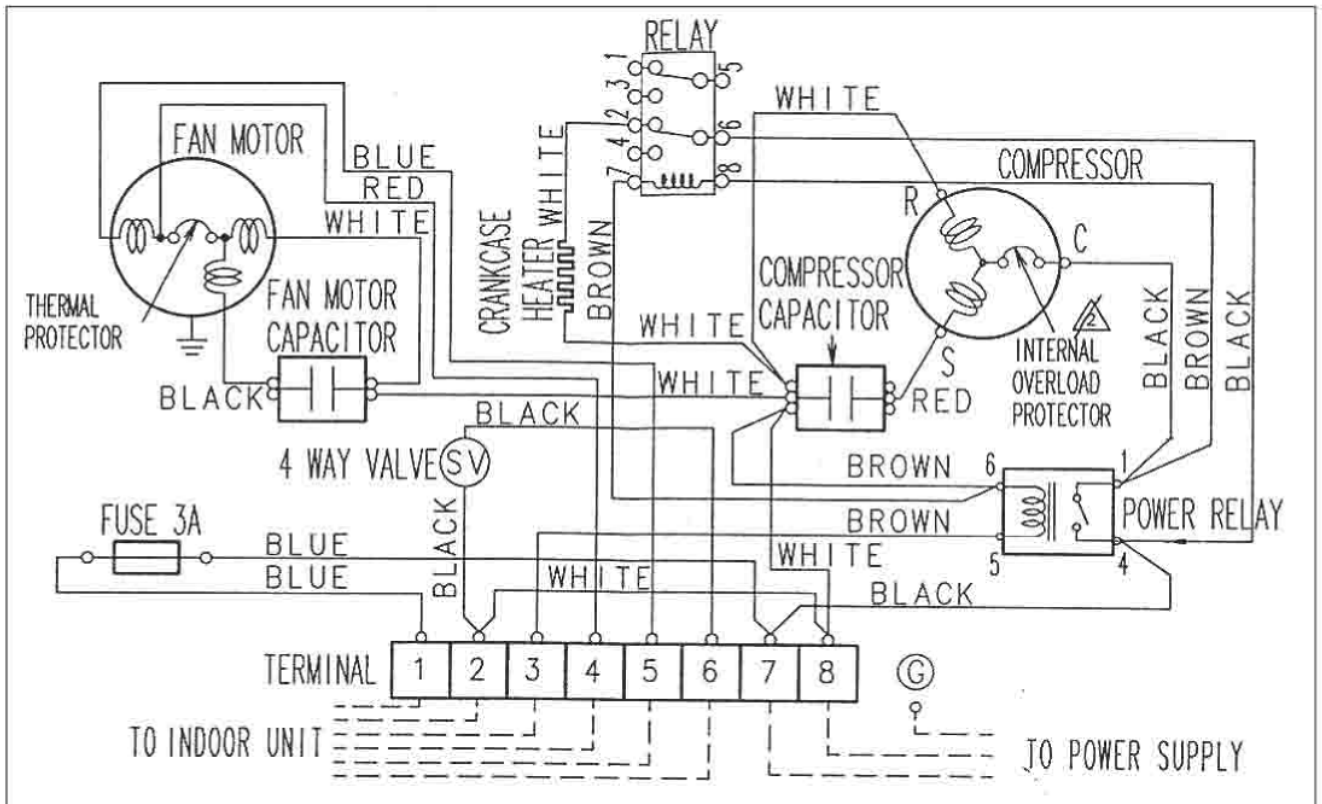 RELAY
1
3
2
4
7
5
6
8
WHITE
FAN MOTOR
BLUE
RED
WHITE
COMPRESSOR
R
C
S
THERMAL
PROTECTOR
FAN MOTOR
CAPACITOR
BLACK
CRANKCASE
HEATER
WHITE
BROWN
COMPRESSOR
CAPACITOR
WHITE
WHITE
RED
2
INTERNAL
OVERLOAD
PROTECTOR
BLACK
BROWN
BLACK
BLACK
4 WAY VALVE
SV
BLACK
BROWN
6
1
BROWN
5
4
POWER RELAY
FUSE 3A
BLUE
BLUE
WHITE
WHITE
BLACK
TERMINAL 1 2 3 4 5 6 7 8
G
TO INDOOR UNIT
TO POWER SUPPLY